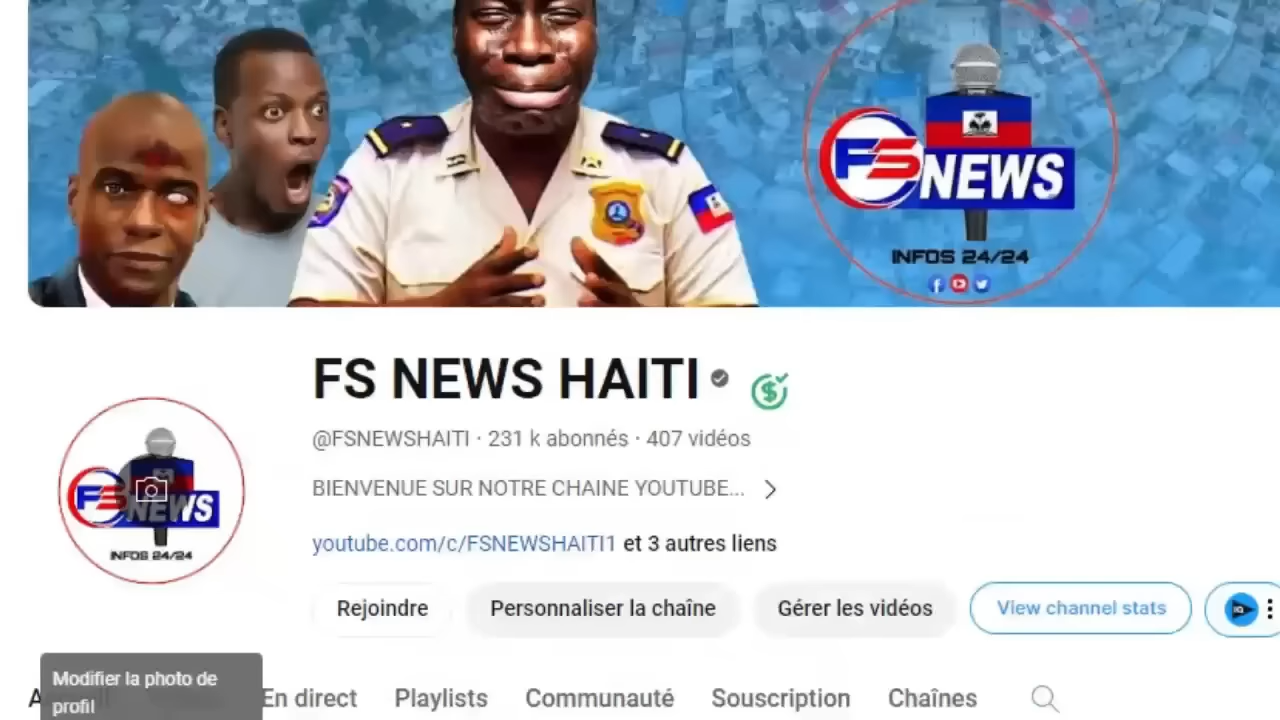 FS NEWS
INFOS 24/24
FS NEWS HAITI
@FSNEWSHAITI · 231 k abonnés · 407 vidéos
BIENVENUE SUR NOTRE CHAINE YOUTUBE...
youtube.com/c/FSNEWSHAITI1 et 3 autres liens
FS NEWS
INFOS 24/24
Rejoindre Personnaliser la chaîne Gérer les vidéos View channel stats IQ
Modifier la photo de
profil
En direct Playlists Communauté Souscription Chaînes